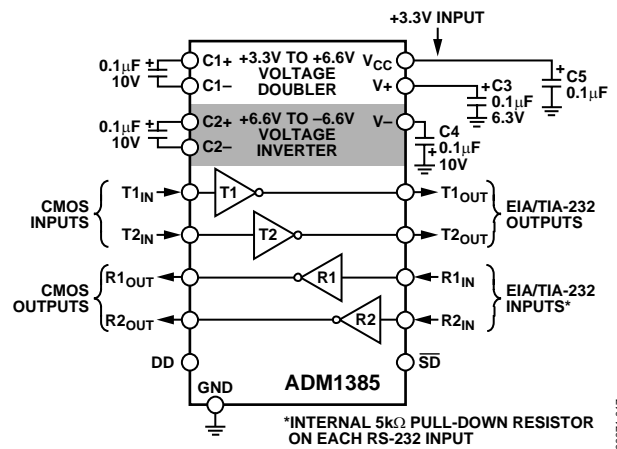 +3.3V INPUT
0.1μF
10V
C1+
C1–
+3.3V TO +6.6V
VOLTAGE
DOUBLER
VCC
V+
C3
0.1μF
6.3V
C5
0.1μF
0.1μF
10V
C2+
C2–
+6.6V TO –6.6V
VOLTAGE
INVERTER
V–
C4
0.1μF
10V
CMOS
INPUTS
T1IN
T1
T1OUT
T2IN
T2
T2OUT
EIA/TIA-232
OUTPUTS
CMOS
OUTPUTS
R1OUT
R1
R1IN
R2OUT
R2
R2IN
EIA/TIA-232
INPUTS*
DD
SD
GND
ADM1385
*INTERNAL 5kΩ PULL-DOWN RESISTOR
ON EACH RS-232 INPUT